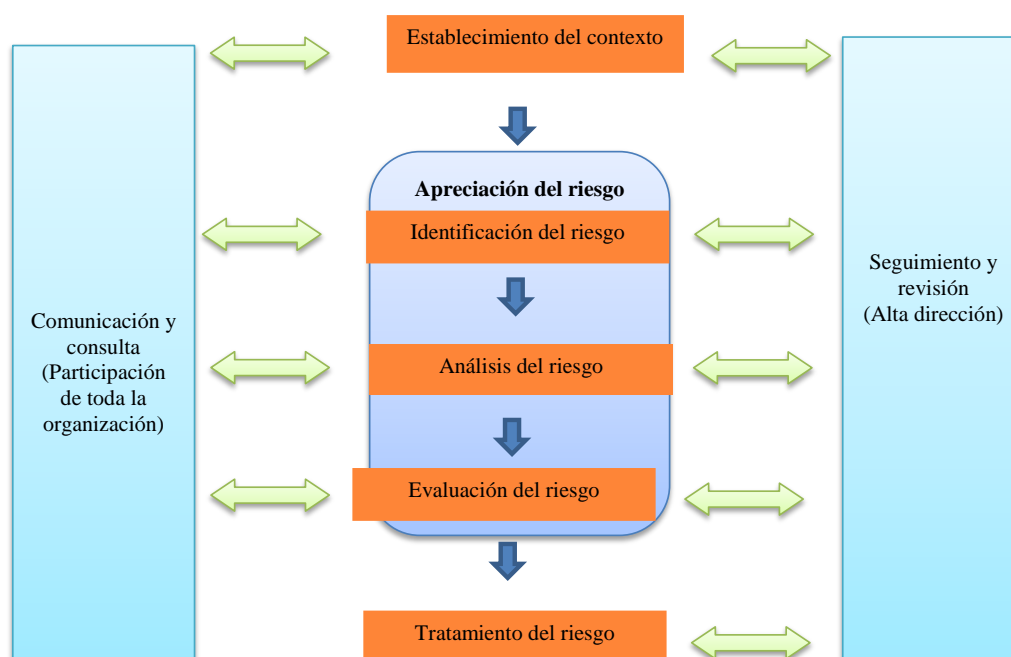 Establecimiento del contexto
Apreciación del riesgo
Identificación del riesgo
Análisis del riesgo
Evaluación del riesgo
Tratamiento del riesgo
Comunicación y
consulta
(Participación
de toda la
organización)
Seguimiento y
revisión
(Alta dirección)